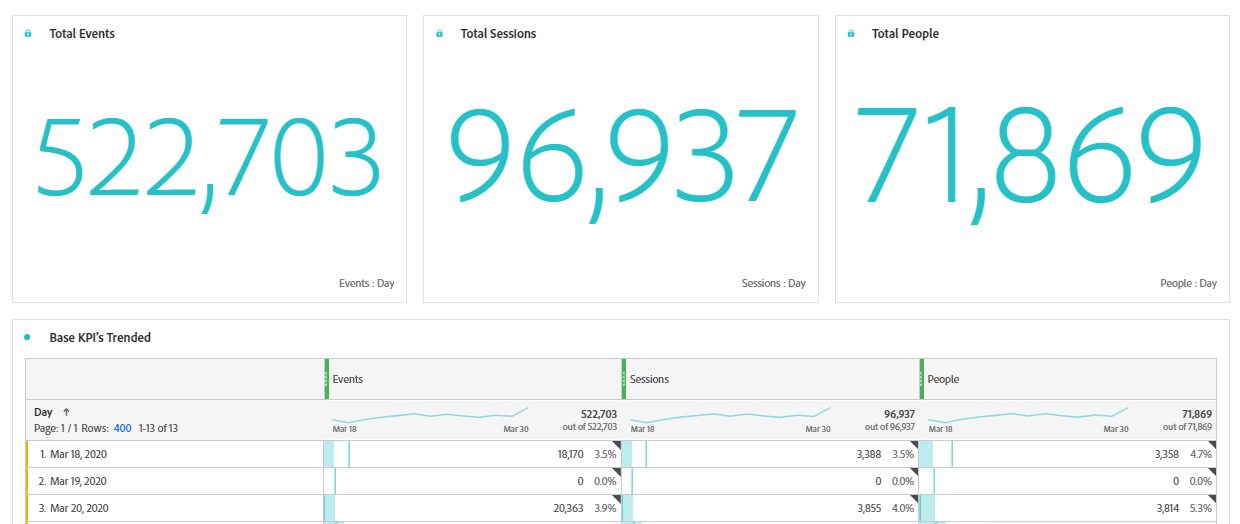 Total Events
522,703
Events : Day
Total Sessions
96,937
Sessions : Day
Total People
71,869
People : Day
Base KPI's Trended
Events Sessions People
Day ↑ 522,703 96,937 71,869
Page: 1 / 1 Rows: 400 1-13 of 13 Mar 18 Mar 30 out of 522,703 Mar 18 Mar 30 out of 96,937 Mar 18 Mar 30 out of 71,869
1. Mar 18, 2020 18,170 3.5% 3,388 3.5% 3,358 4.7%
2. Mar 19, 2020 0 0.0% 0 0.0% 0 0.0%
3. Mar 20, 2020 20,363 3.9% 3,855 4.0% 3,814 5.3%